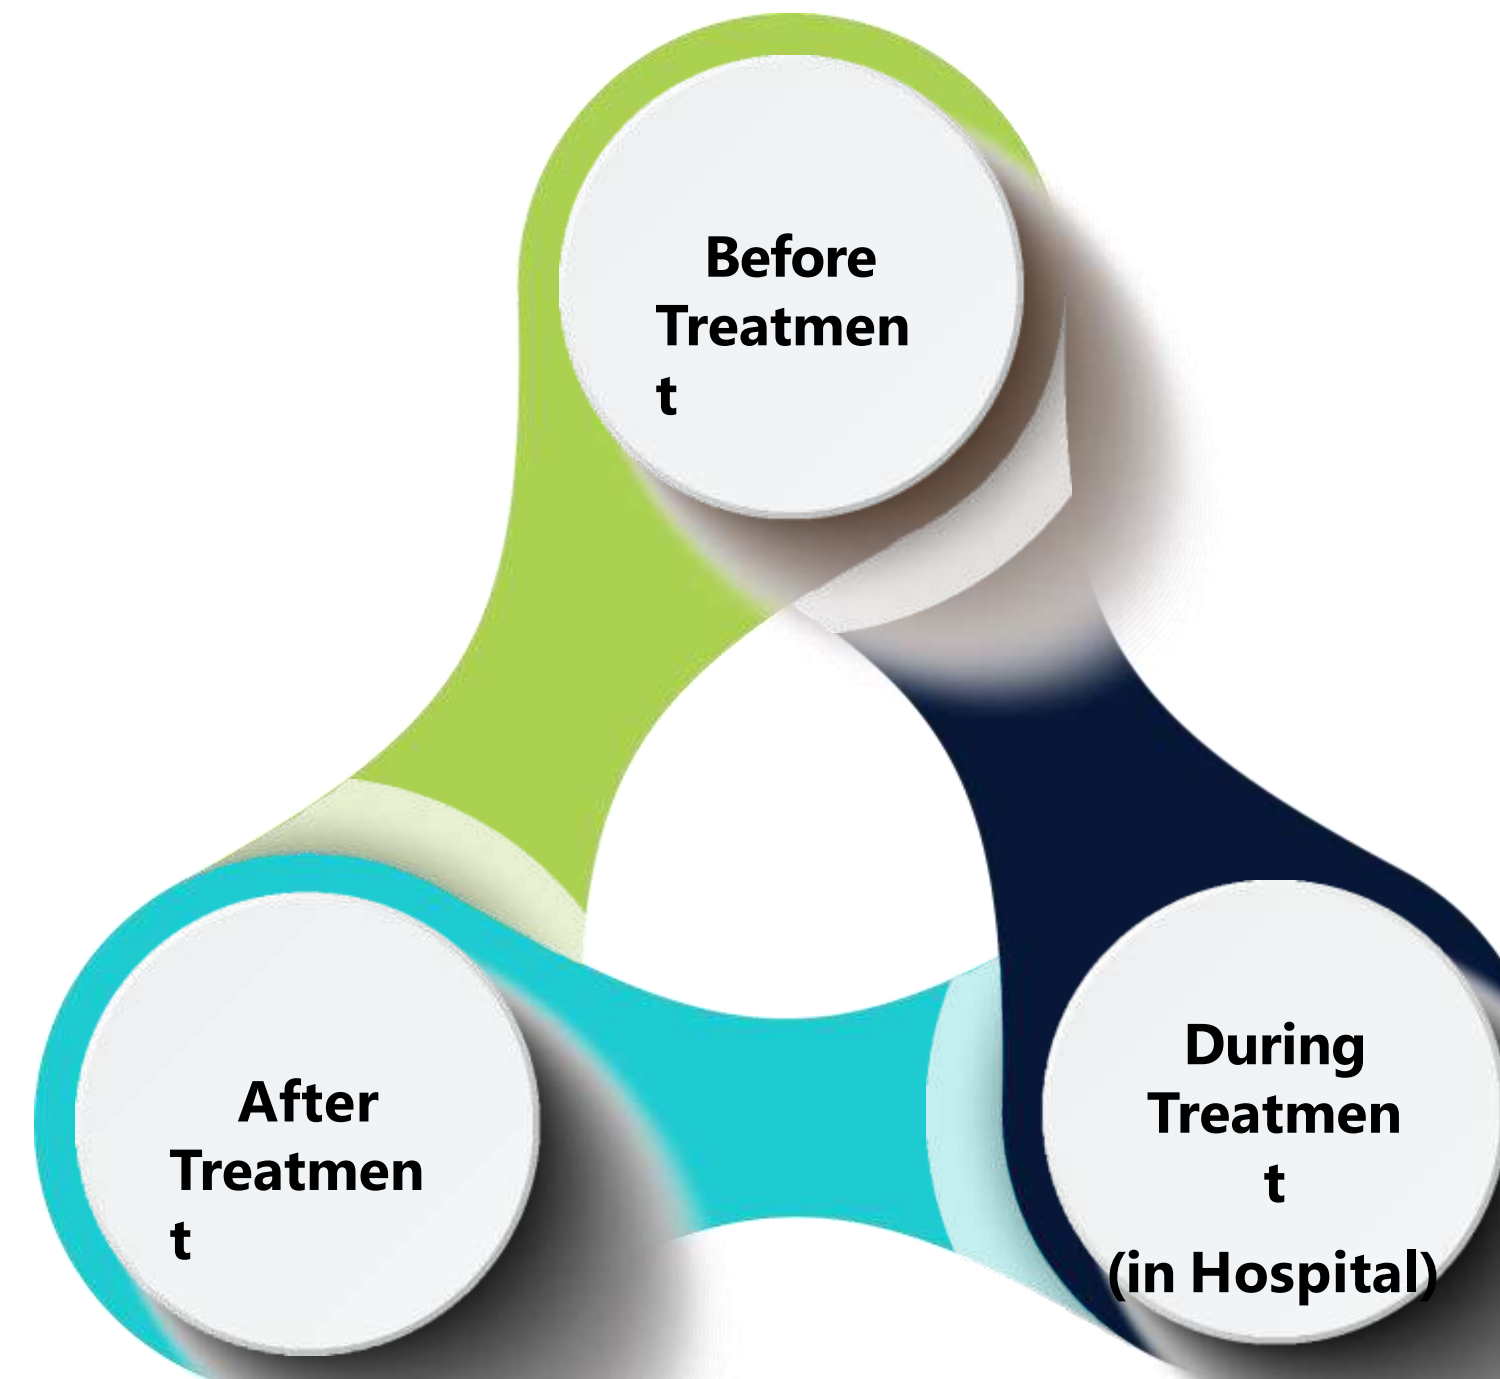 Before
Treatmen
t
During
Treatmen
t
(in Hospital)
After
Treatmen
t